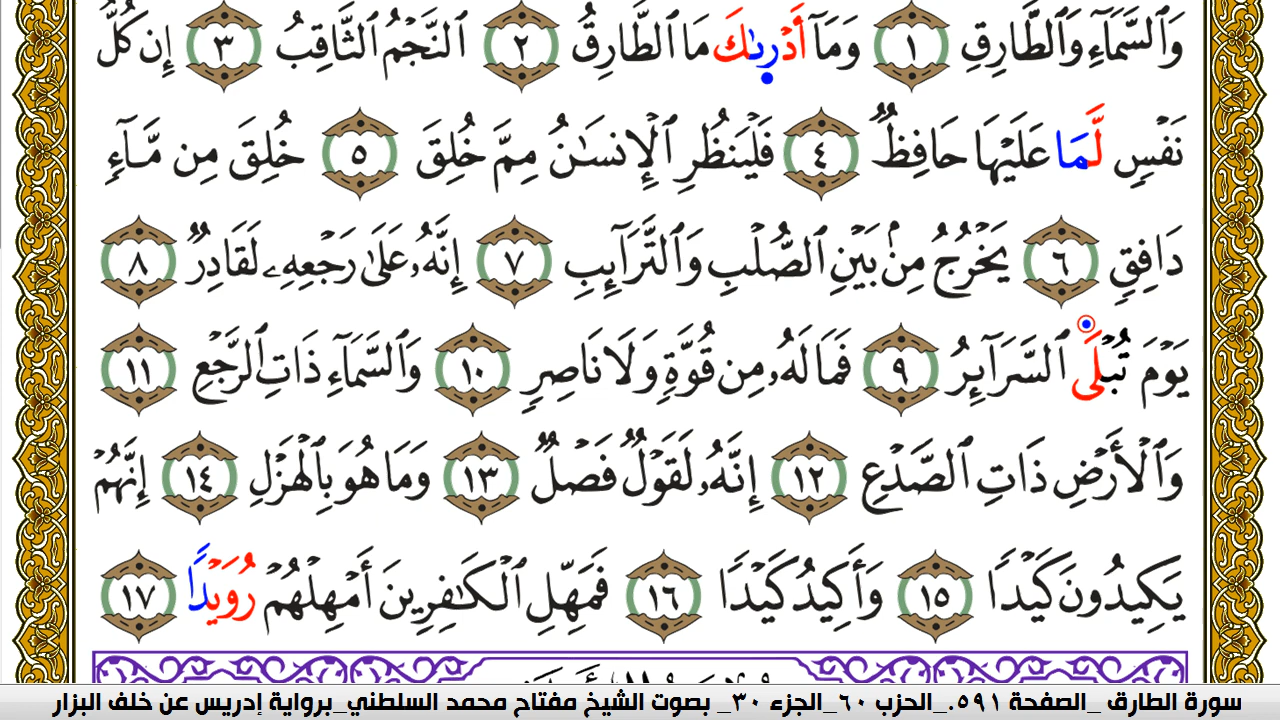 وَٱلسَّمَآءِ وَٱلطَّارِقِ ١ وَمَآ أَدْرىٰكَ مَا ٱلطَّارِقُ ٢ ٱلنَّجْمُ ٱلثَّاقِبُ ٣ إِن كُلُّ
نَفْسٖ لَّمَا عَلَيْهَا حَافِظٞ ٤ فَلْيَنظُرِ ٱلْإِنسَٰنُ مِمَّ خُلِقَ ٥ خُلِقَ مِن مَّآءٖ
دَافِقٖ ٦ يَخْرُجُ مِنۢ بَيْنِ ٱلصُّلْبِ وَٱلتَّرَآئِبِ ٧ إِنَّهُۥ عَلَىٰ رَجْعِهِۦ لَقَادِرٞ ٨
يَوْمَ تُبْلَى ٱلسَّرَآئِرُ ٩ فَمَا لَهُۥ مِن قُوَّةٖ وَلَا نَاصِرٖ ١٠ وَٱلسَّمَآءِ ذَاتِ ٱلرَّجْعِ ١١
وَٱلْأَرْضِ ذَاتِ ٱلصَّدْعِ ١٢ إِنَّهُۥ لَقَوْلٞ فَصْلٞ ١٣ وَمَا هُوَ بِٱلْهَزْلِ ١٤ إِنَّهُمْ
يَكِيدُونَ كَيْدًا ١٥ وَأَكِيدُ كَيْدًا ١٦ فَمَهِّلِ ٱلْكَٰفِرِينَ أَمْهِلْهُمْ رُوَيْدَۢا ١٧
سورة الطارق _الصفحة ٥٩١._الحزب ٦٠_الجزء ٣٠_ بصوت الشيخ مفتاح محمد السلطني_برواية إدريس عن خلف البزار